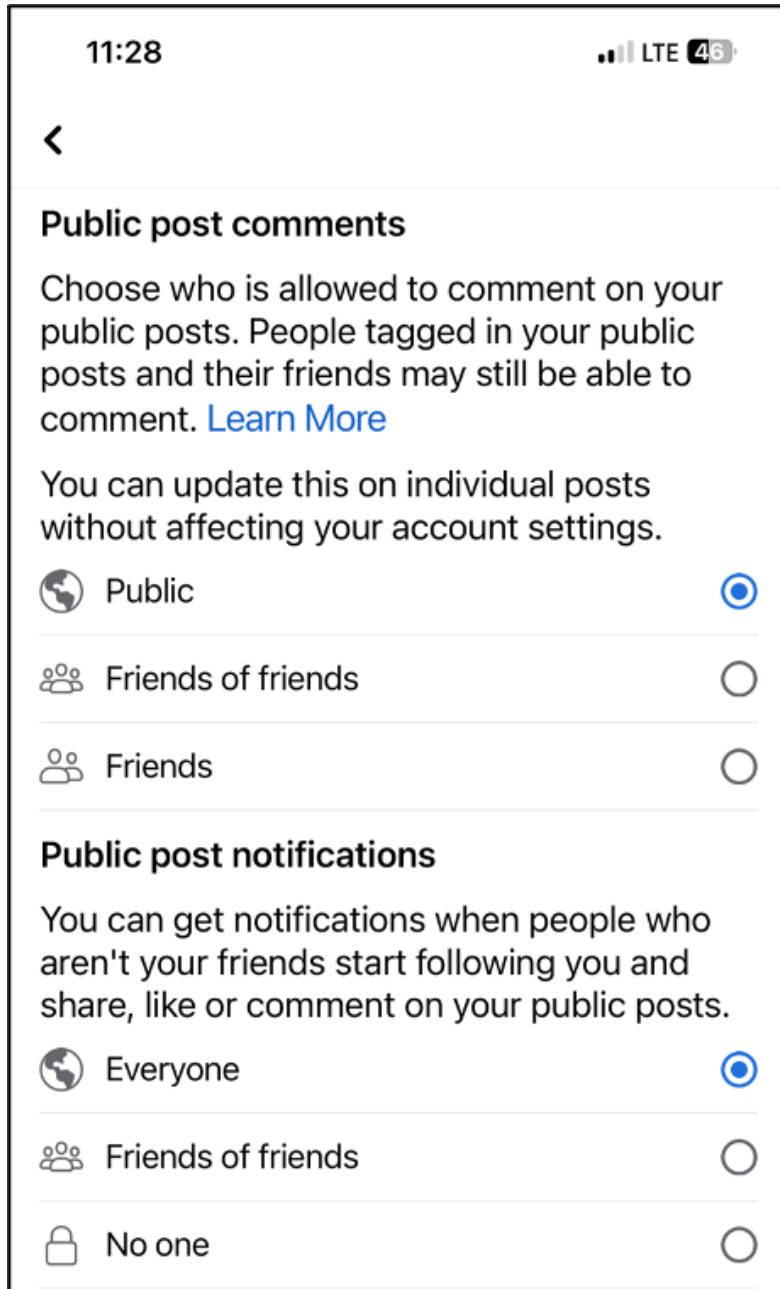 11:28 LTE 46
Public post comments
Choose who is allowed to comment on your
public posts. People tagged in your public
posts and their friends may still be able to
comment. Learn More
You can update this on individual posts
without affecting your account settings.
Public
Friends of friends
Friends
Public post notifications
You can get notifications when people who
aren't your friends start following you and
share, like or comment on your public posts.
Everyone
Friends of friends
No one